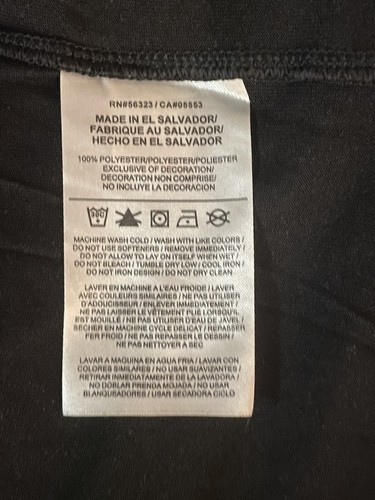 RN#56323 / CA#05553
MADE IN EL SALVADOR/
FABRIQUE AU SALVADOR/
HECHO EN EL SALVADOR
100% POLYESTER/POLYESTER/POLIESTER
EXCLUSIVE OF DECORATION/
DECORATION NON COMPRISE/
NO INCLUYE LA DECORACION
MACHINE WASH COLD / WASH WITH LIKE COLORS /
DO NOT USE SOFTENERS / REMOVE IMMEDIATELY /
DO NOT ALLOW TO LAY ON ITSELF WHEN WET /
DO NOT BLEACH / TUMBLE DRY LOW / COOL IRON /
DO NOT IRON DESIGN / DO NOT DRY CLEAN
LAVER EN MACHINE A L'EAU FROIDE / LAVER
AVEC COULEURS SIMILAIRES / NE PAS UTILISER
D'ADOUCISSEUR / ENLEVER IMMEDIATEMENT /
NE PAS LAISSER LE VÊTEMENT PLIE LORSQU'IL
EST MOUILLE / NE PAS UTILISER D'EAU DE JAVEL /
SECHER EN MACHINE CYCLE DELICAT / REPASSER
FER FROID / NE PAS REPASSER LE DESSIN /
NE PAS NETTOYER A SEC
LAVAR A MAQUINA EN AGUA FRIA / LAVAR CON
COLORES SIMILARES / NO USAR SUAVIZANTES /
RETIRAR IMMEDIATAMENTE DE LA LAVADORA /
NO DOBLAR PRENDA MOJADA / NO USAR
BLANQUEADORES / USAR SECADORA CICLO